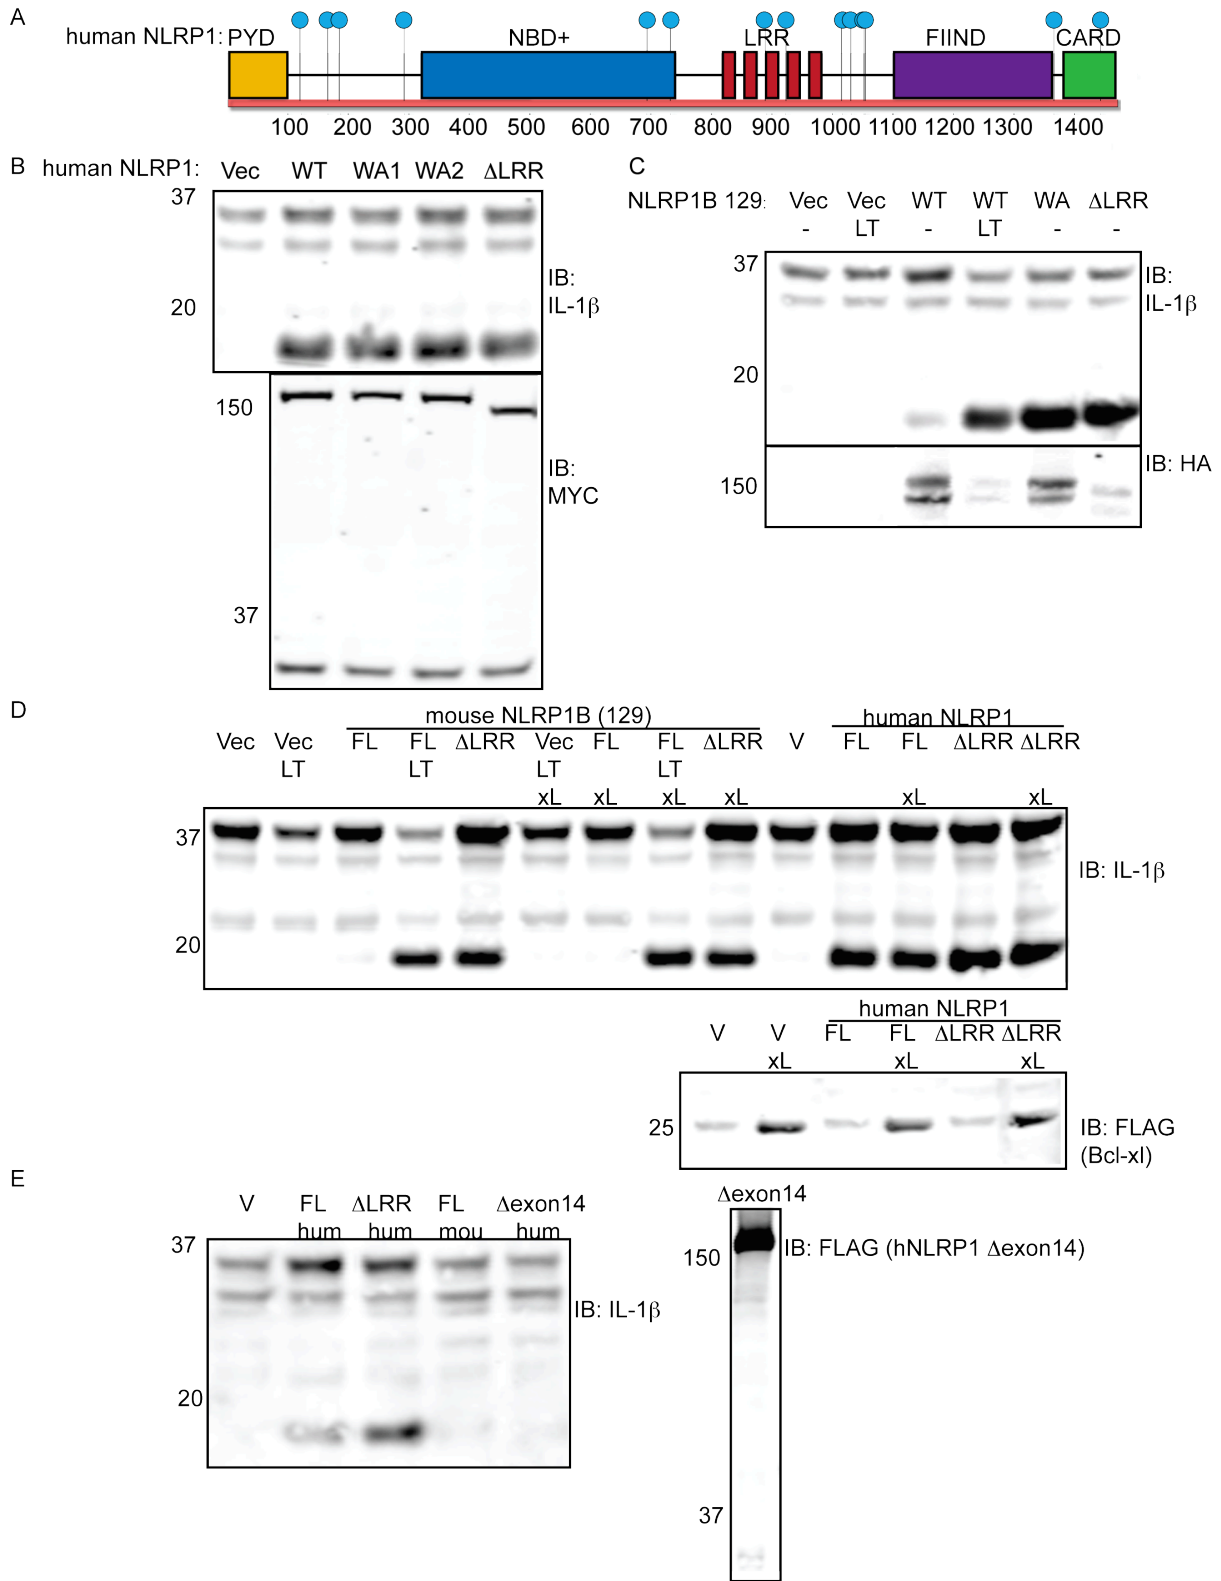 A
human NLRP1: PYD NBD+ LRR FIIND CARD
100 200 300 400 500 600 700 800 900 1000 1100 1200 1300 1400
B
human NLRP1: Vec WT WA1 WA2 ΔLRR
37
IB:
IL-1β
20
150
IB:
MYC
37
C
NLRP1B 129: Vec Vec WT WT WA ΔLRR
- LT - LT - -
37
IB:
IL-1β
20
IB: HA
150
D
mouse NLRP1B (129) human NLRP1
Vec Vec FL FL ΔLRR Vec FL FL ΔLRR V FL FL ΔLRR ΔLRR
LT LT LT LT
xL xL xL xL xL xL
37
IB: IL-1β
20
human NLRP1
V V FL FL ΔLRR ΔLRR
xL xL xL
25
IB: FLAG
(Bcl-xl)
E
V FL ΔLRR FL Δexon14
hum hum mou hum
37
IB: IL-1β
20
Δexon14
150
IB: FLAG (hNLRP1 Δexon14)
37